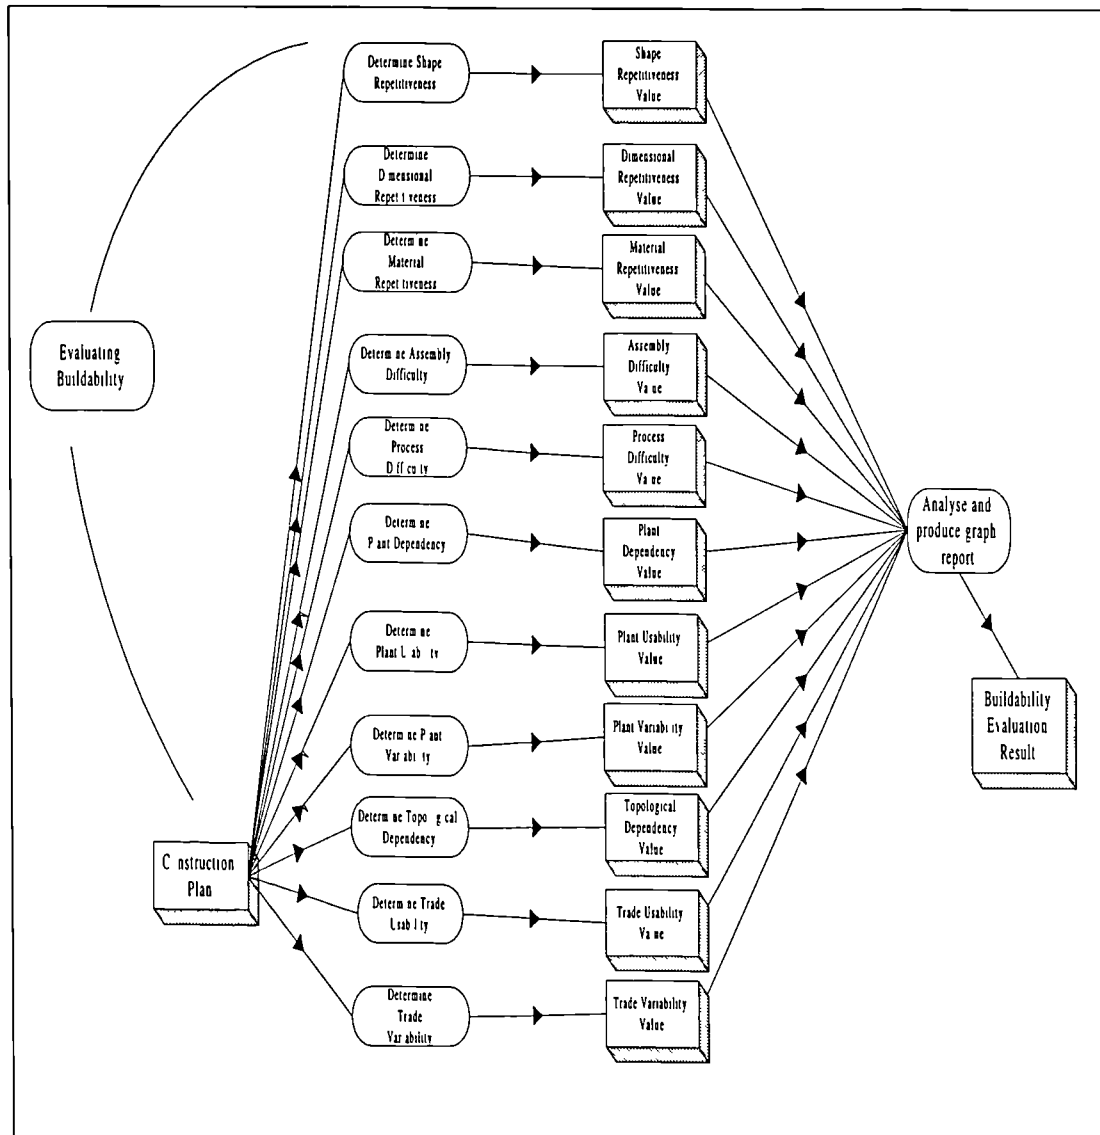 Determine Shape
Repetitiveness
Shape
Repetitiveness
Value
Determine
Dimensional
Repetitiveness
Dimensional
Repetitiveness
Value
Determine
Material
Repetitiveness
Material
Repetitiveness
Value
Evaluating
Buildability
Determine Assembly
Difficulty
Assembly
Difficulty
Value
Determine
Process
Difficulty
Process
Difficulty
Value
Determine
Plant Dependency
Plant
Dependency
Value
Analyse and
produce graph
report
Determine
Plant Usability
Plant Usability
Value
Buildability
Evaluation
Result
Determine Plant
Variability
Plant Variability
Value
Determine Topological
Dependency
Topological
Dependency
Value
Construction
Plan
Determine Trade
Usability
Trade Usability
Value
Determine
Trade
Variability
Trade Variability
Value